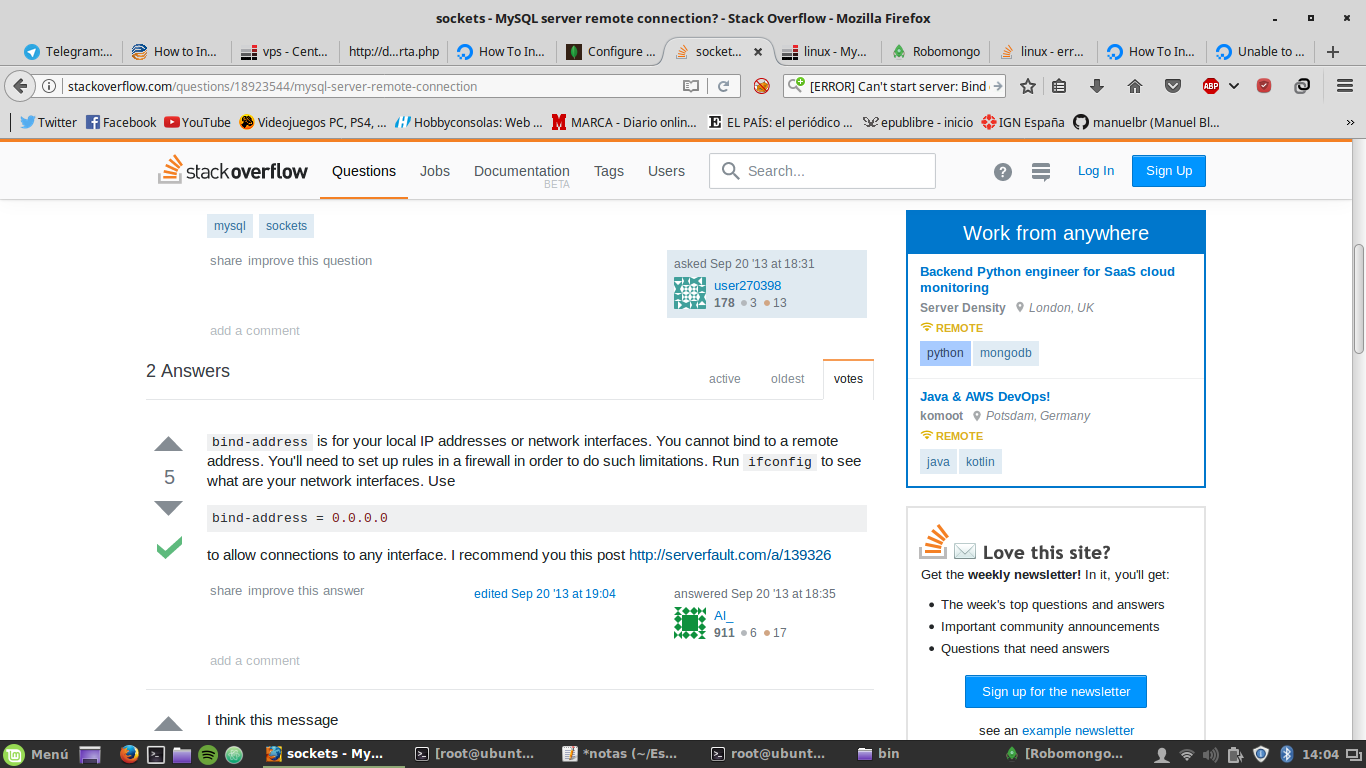 sockets - MySQL server remote connection? - Stack Overflow - Mozilla Firefox
Telegram:...
How to In...
vps - Cent...
http://d...rta.php
How To In...
Configure ...
socket...
linux - My...
Robomongo
linux - err...
How To In...
Unable to ...
stackoverflow.com/questions/18923544/mysql-server-remote-connection
[ERROR] Can't start server: Bind
ABP
Twitter
Facebook
YouTube
Videojuegos PC, PS4, ...
Hobbyconsolas: Web ...
MARCA - Diario onlin...
EL PAÍS: el periódico ...
epublibre - inicio
IGN España
manuelbr (Manuel Bl...
stackoverflow
Questions
Jobs
Documentation
BETA
Tags
Users
Search...
Log In
Sign Up
mysql
sockets
share improve this question
asked Sep 20 '13 at 18:31
user270398
178 3 13
add a comment
2 Answers
active
oldest
votes
bind-address is for your local IP addresses or network interfaces. You cannot bind to a remote
address. You'll need to set up rules in a firewall in order to do such limitations. Run ifconfig to see
what are your network interfaces. Use
5
bind-address = 0.0.0.0
to allow connections to any interface. I recommend you this post http://serverfault.com/a/139326
share improve this answer
edited Sep 20 '13 at 19:04
answered Sep 20 '13 at 18:35
Al_
911 6 17
add a comment
I think this message
Work from anywhere
Backend Python engineer for SaaS cloud
monitoring
Server Density London, UK
REMOTE
python
mongodb
Java & AWS DevOps!
komoot Potsdam, Germany
REMOTE
java
kotlin
Love this site?
Get the weekly newsletter! In it, you'll get:
The week's top questions and answers
Important community announcements
Questions that need answers
Sign up for the newsletter
see an example newsletter
Menú
sockets - My...
[root@ubunt...
*notas (~/Es...
root@ubunt...
bin
[Robomongo...
14:04